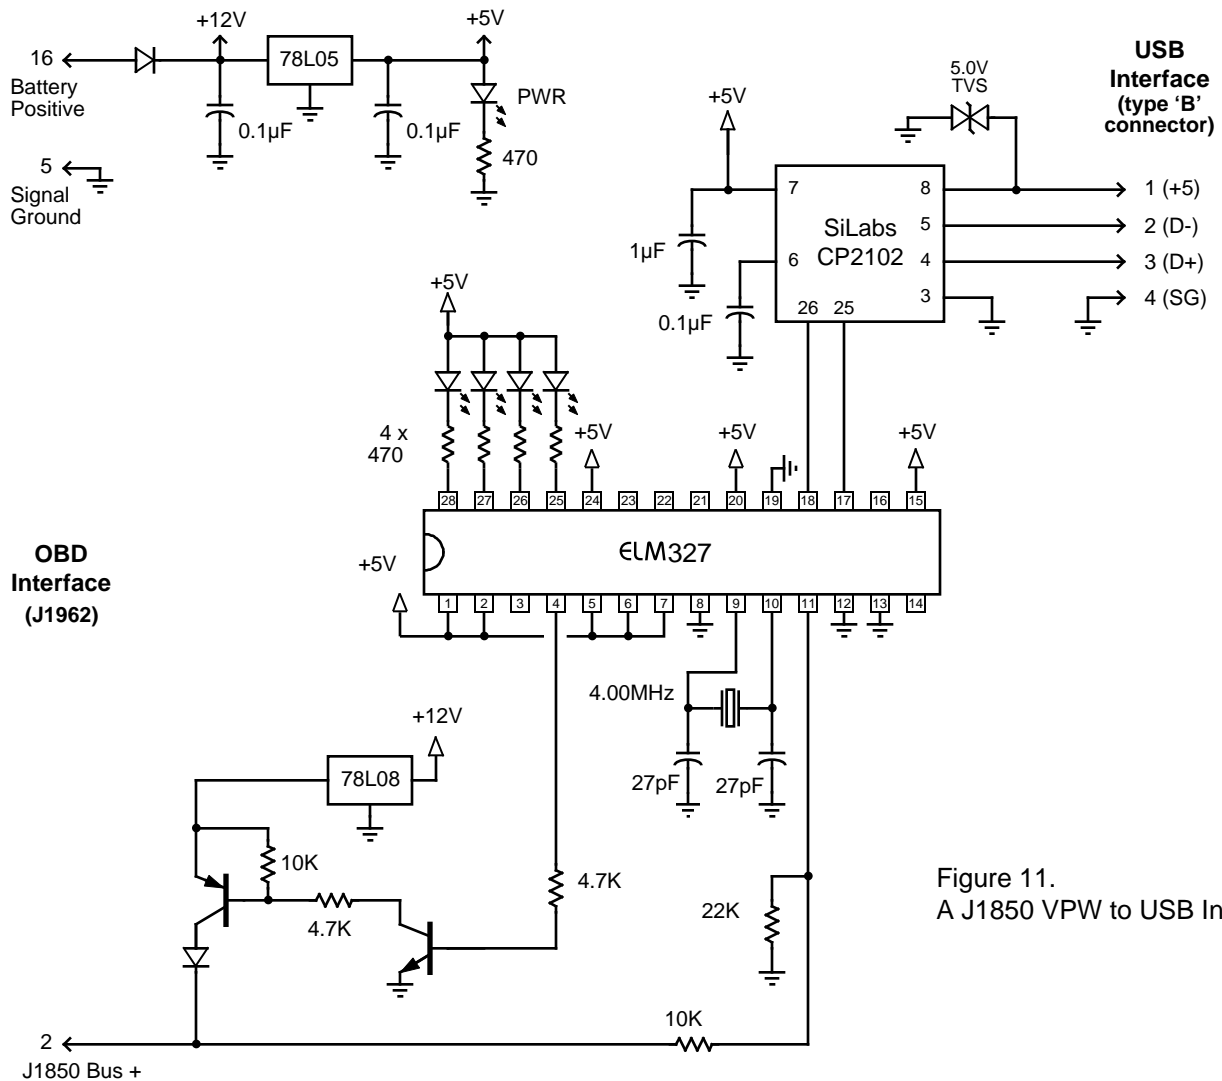 +12V
+5V
16
78L05
Battery
Positive
PWR
0.1µF
0.1µF
470
5
Signal
Ground
USB
Interface
(type ‘B’
connector)
5.0V
TVS
+5V
7
8
1 (+5)
SiLabs
CP2102
5
2 (D-)
1µF
6
4
3 (D+)
3
4 (SG)
0.1µF
26
25
+5V
4 x
470
+5V
+5V
+5V
28
27
26
25
24
23
22
21
20
19
18
17
16
15
ELM327
OBD
Interface
(J1962)
+5V
1
2
3
4
5
6
7
8
9
10
11
12
13
14
4.00MHz
27pF
27pF
+12V
78L08
10K
4.7K
4.7K
22K
Figure 11.
A J1850 VPW to USB In
10K
2
J1850 Bus +